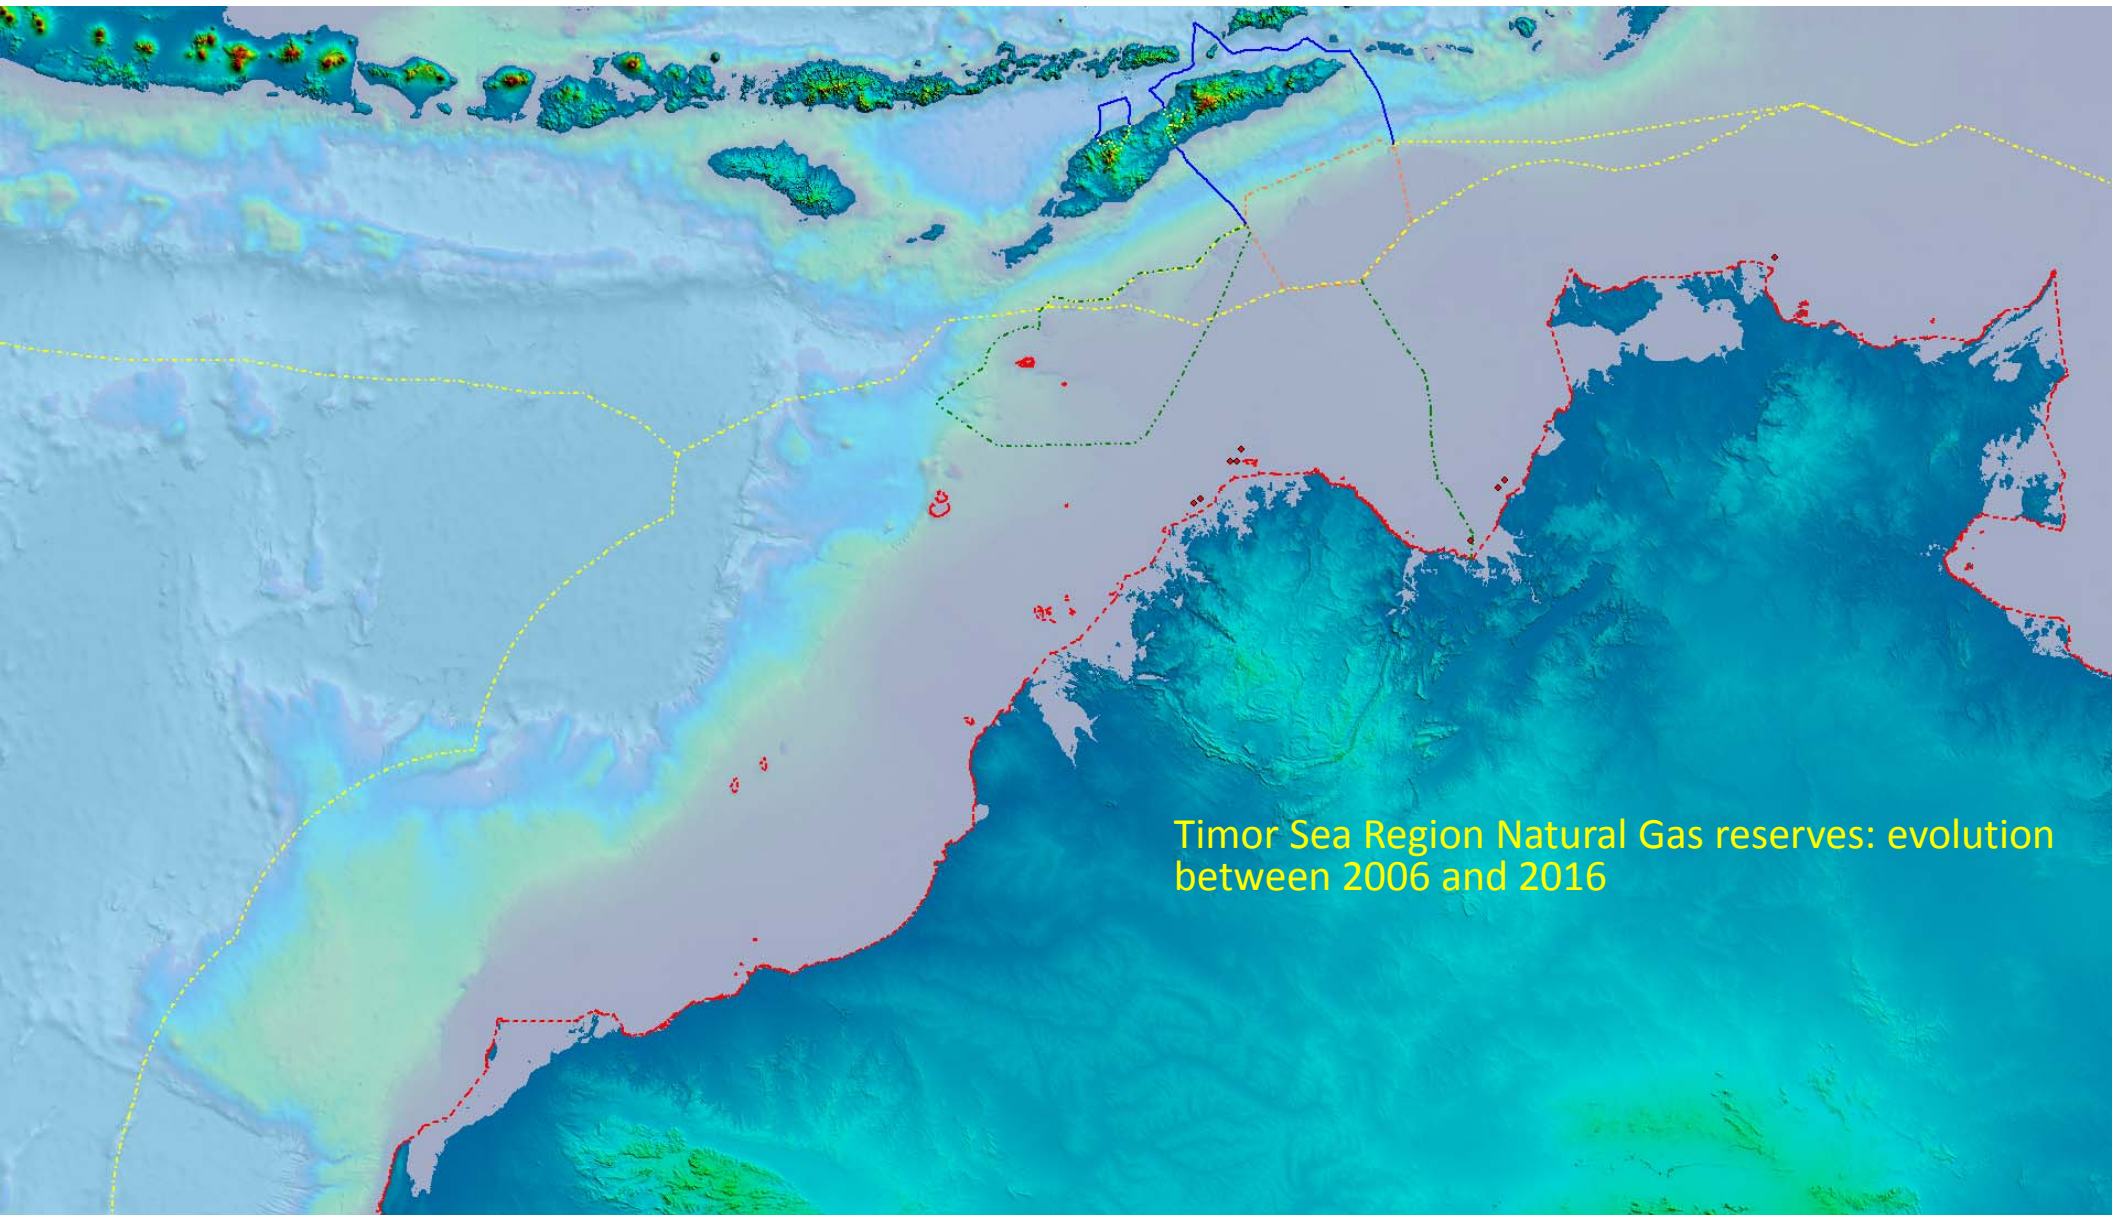 Timor Sea Region Natural Gas reserves: evolution
between 2006 and 2016